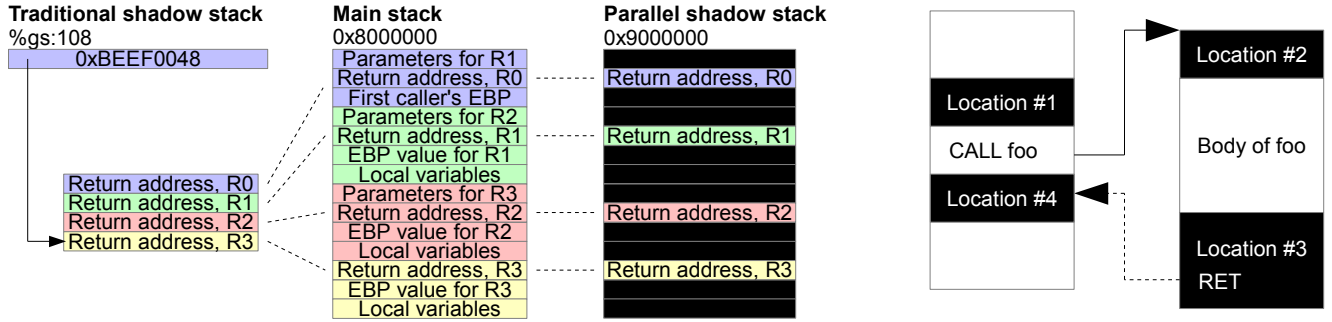 Traditional shadow stack
%gs:108
0xBEEF0048
Return address, R0
Return address, R1
Return address, R2
Return address, R3
Main stack
0x8000000
Parameters for R1
Return address, R0
First caller's EBP
Parameters for R2
Return address, R1
EBP value for R1
Local variables
Parameters for R3
Return address, R2
EBP value for R2
Local variables
Return address, R3
EBP value for R3
Local variables
Parallel shadow stack
0x9000000
Return address, R0
Return address, R1
Return address, R2
Return address, R3
Location #1
CALL foo
Location #4
Location #2
Body of foo
Location #3
RET